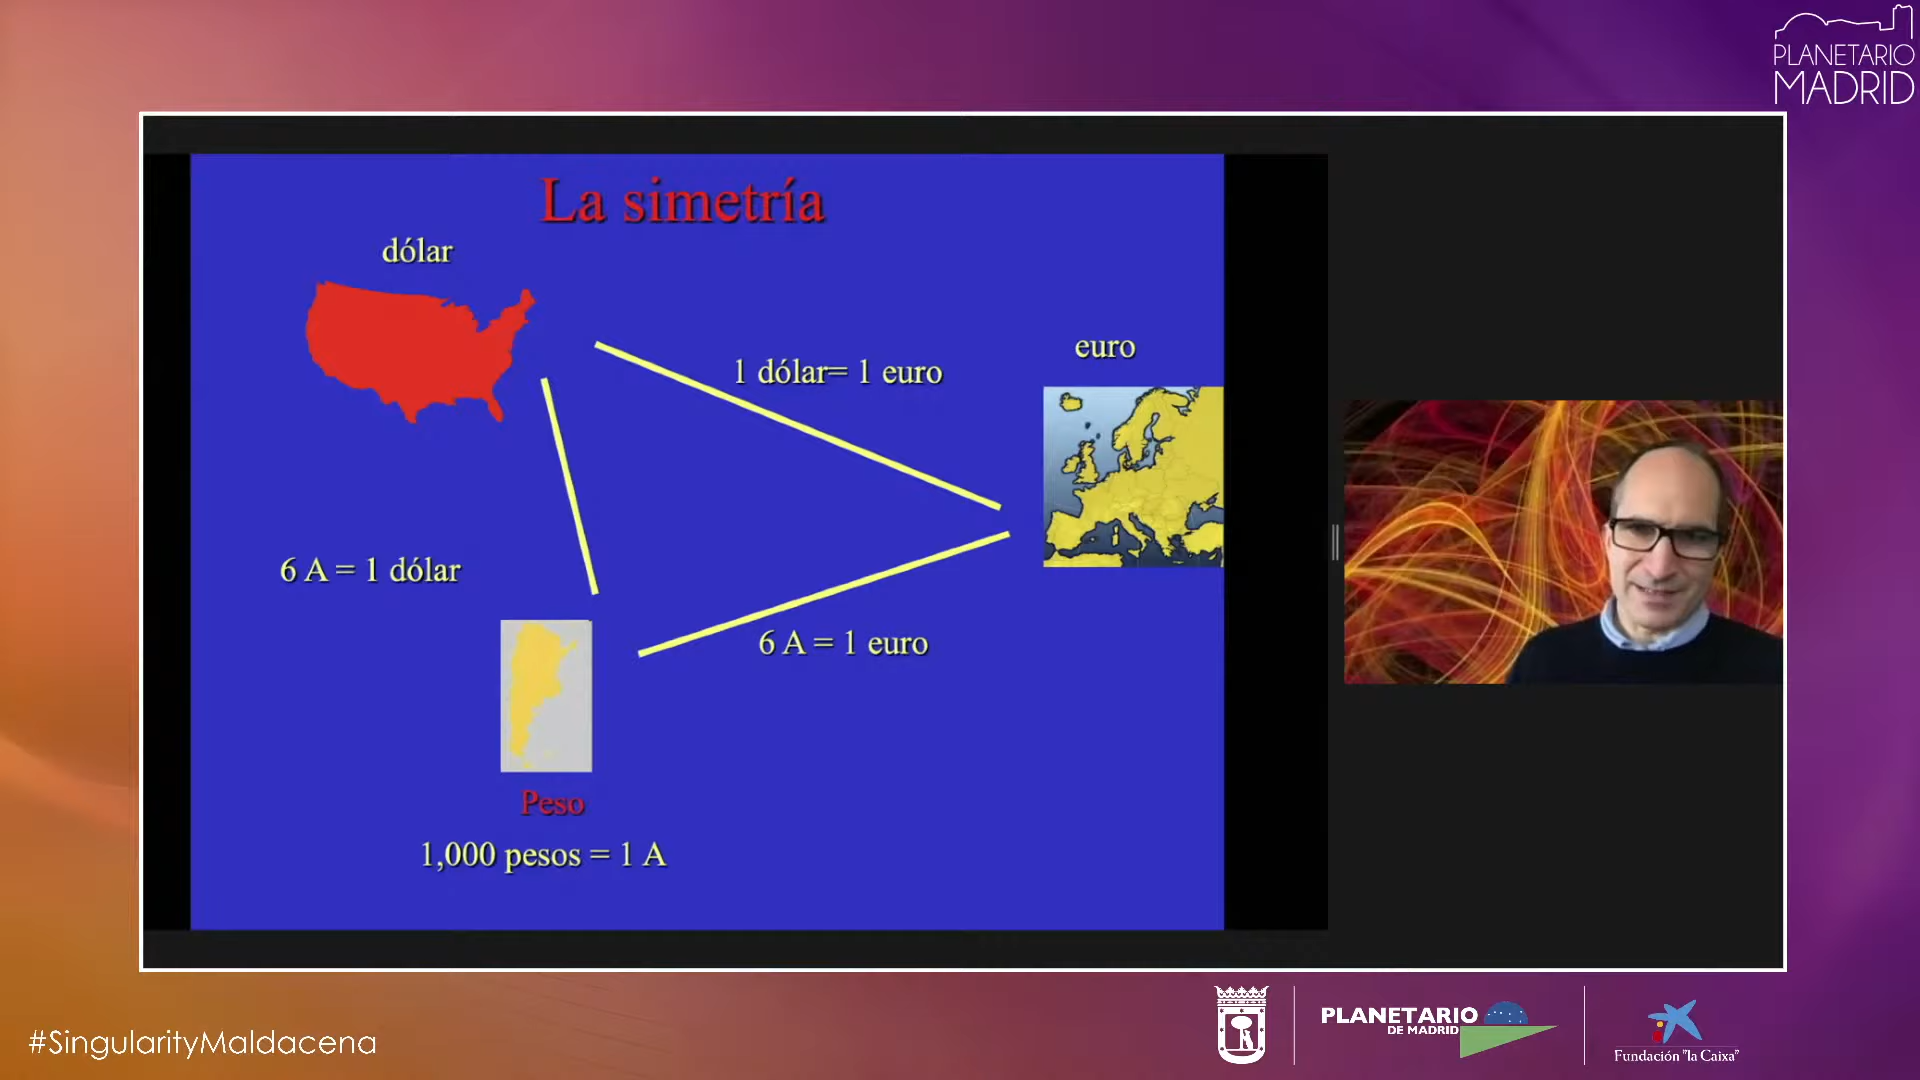 PLANETARIO
MADRID
La simetría
dólar
1 dólar= 1 euro
euro
6 A = 1 dólar
6 A = 1 euro
Peso
1,000 pesos = 1 A
#SingularityMaldacena
PLANETARIO
DE MADRID
Fundación "la Caixa"